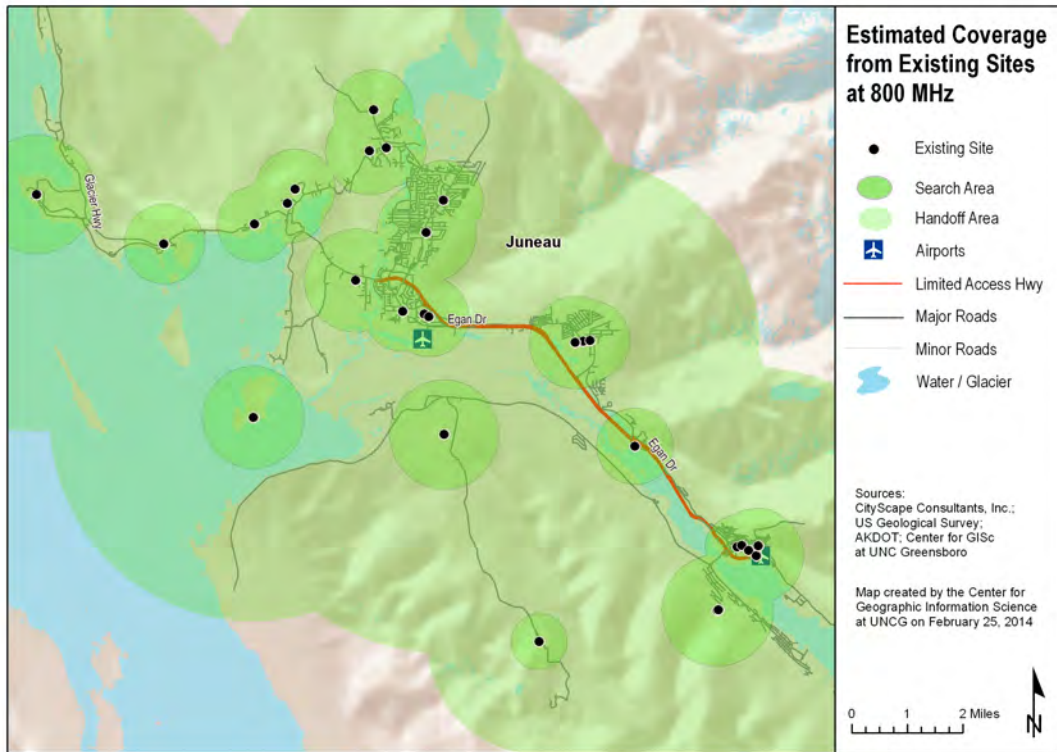 Estimated Coverage
from Existing Sites
at 800 MHz
Existing Site
Search Area
Handoff Area
Airports
Limited Access Hwy
Major Roads
Minor Roads
Water / Glacier
Sources:
CityScape Consultants, Inc.;
US Geological Survey;
AKDOT; Center for GISc
at UNC Greensboro
Map created by the Center for
Geographic Information Science
at UNCG on February 25, 2014
0 1 2 Miles
N
Glacier Hwy
Juneau
Egan Dr
Egan Dr